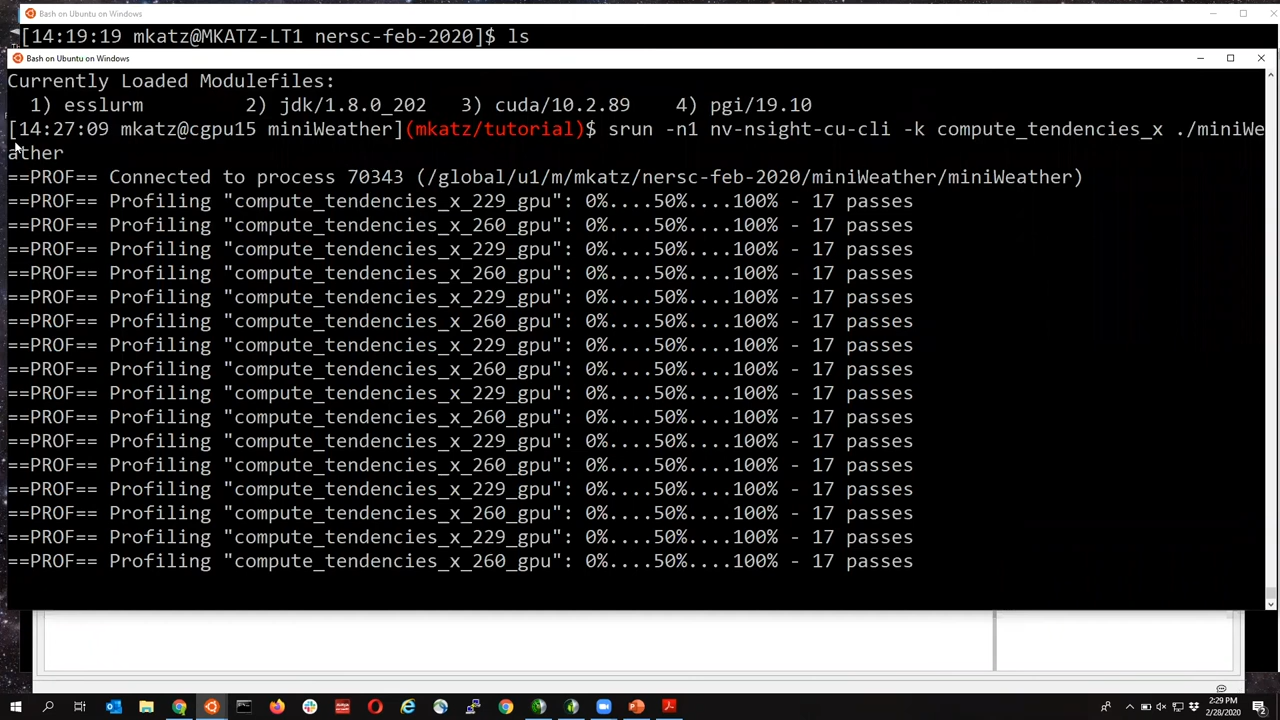 Bash on Ubuntu on Windows
[14:19:19 mkatz@MKATZ-LT1 nersc-feb-2020]$ ls
Bash on Ubuntu on Windows
Currently Loaded Modulefiles:
1) esslurm 2) jdk/1.8.0_202 3) cuda/10.2.89 4) pgi/19.10
[14:27:09 mkatz@cgpu15 miniWeather](mkatz/tutorial)$ srun -n1 nv-nsight-cu-cli -k compute_tendencies_x ./miniWe
ather
==PROF== Connected to process 70343 (/global/u1/m/mkatz/nersc-feb-2020/miniWeather/miniWeather)
==PROF== Profiling "compute_tendencies_x_229_gpu": 0%....50%....100% - 17 passes
==PROF== Profiling "compute_tendencies_x_260_gpu": 0%....50%....100% - 17 passes
==PROF== Profiling "compute_tendencies_x_229_gpu": 0%....50%....100% - 17 passes
==PROF== Profiling "compute_tendencies_x_260_gpu": 0%....50%....100% - 17 passes
==PROF== Profiling "compute_tendencies_x_229_gpu": 0%....50%....100% - 17 passes
==PROF== Profiling "compute_tendencies_x_260_gpu": 0%....50%....100% - 17 passes
==PROF== Profiling "compute_tendencies_x_229_gpu": 0%....50%....100% - 17 passes
==PROF== Profiling "compute_tendencies_x_260_gpu": 0%....50%....100% - 17 passes
==PROF== Profiling "compute_tendencies_x_229_gpu": 0%....50%....100% - 17 passes
==PROF== Profiling "compute_tendencies_x_260_gpu": 0%....50%....100% - 17 passes
==PROF== Profiling "compute_tendencies_x_229_gpu": 0%....50%....100% - 17 passes
==PROF== Profiling "compute_tendencies_x_260_gpu": 0%....50%....100% - 17 passes
==PROF== Profiling "compute_tendencies_x_229_gpu": 0%....50%....100% - 17 passes
==PROF== Profiling "compute_tendencies_x_260_gpu": 0%....50%....100% - 17 passes
==PROF== Profiling "compute_tendencies_x_229_gpu": 0%....50%....100% - 17 passes
==PROF== Profiling "compute_tendencies_x_260_gpu": 0%....50%....100% - 17 passes
2:29 PM
2/28/2020